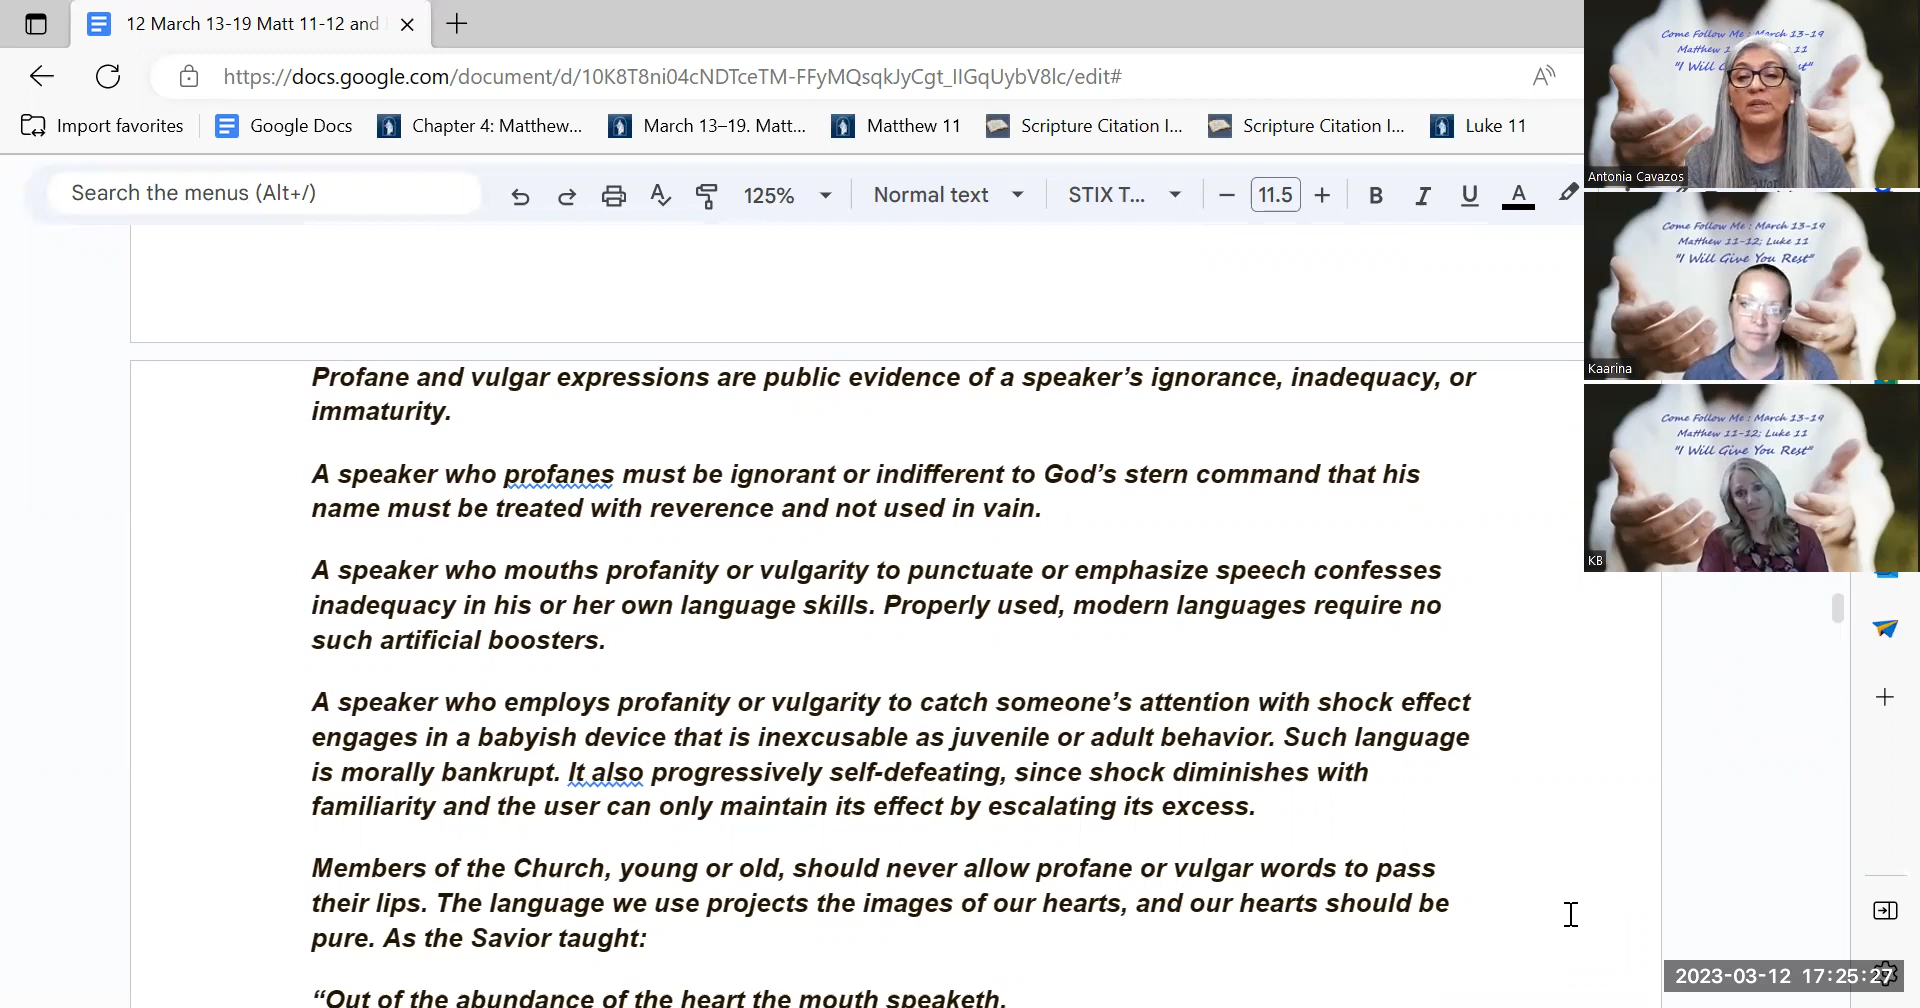 12 March 13-19 Matt 11-12 and
https://docs.google.com/document/d/10K8T8ni04cNDTceTM-FFyMQsqkJyCgt_IIGqUybV8lc/edit#
Import favorites Google Docs Chapter 4: Matthew... March 13–19. Matt... Matthew 11 Scripture Citation I... Scripture Citation I... Luke 11
Search the menus (Alt+/) 125% Normal text STIX T... 11.5 B I U A
Profane and vulgar expressions are public evidence of a speaker’s ignorance, inadequacy, or
immaturity.
A speaker who profanes must be ignorant or indifferent to God’s stern command that his
name must be treated with reverence and not used in vain.
A speaker who mouths profanity or vulgarity to punctuate or emphasize speech confesses
inadequacy in his or her own language skills. Properly used, modern languages require no
such artificial boosters.
A speaker who employs profanity or vulgarity to catch someone’s attention with shock effect
engages in a babyish device that is inexcusable as juvenile or adult behavior. Such language
is morally bankrupt. It also progressively self-defeating, since shock diminishes with
familiarity and the user can only maintain its effect by escalating its excess.
Members of the Church, young or old, should never allow profane or vulgar words to pass
their lips. The language we use projects the images of our hearts, and our hearts should be
pure. As the Savior taught:
“Out of the abundance of the heart the mouth speaketh.
Come Follow Me : March 13-19
Matthew 11
"I Will Rest"
Antonia Cavazos
Come Follow Me : March 13-19
Matthew 11-12; Luke 11
"I Will Give You Rest"
Kaarina
Come Follow Me : March 13-19
Matthew 11-12; Luke 11
"I Will Give You Rest"
KB
2023-03-12 17:25:27